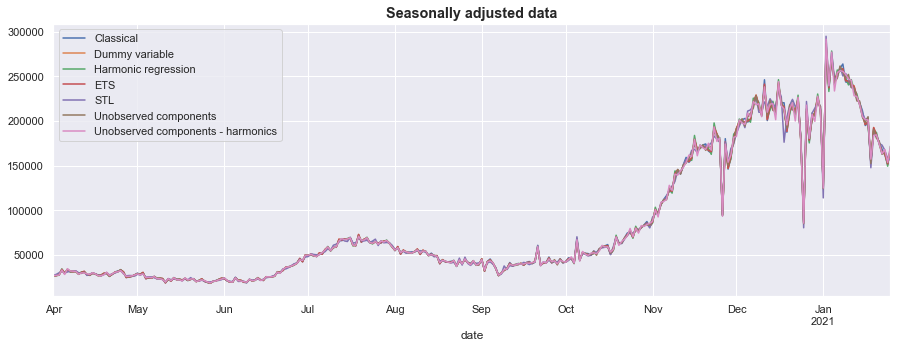 Seasonally adjusted data
300000
250000
200000
150000
100000
50000
Classical
Dummy variable
Harmonic regression
ETS
STL
Unobserved components
Unobserved components - harmonics
Apr May Jun Jul Aug Sep Oct Nov Dec Jan
2021
date